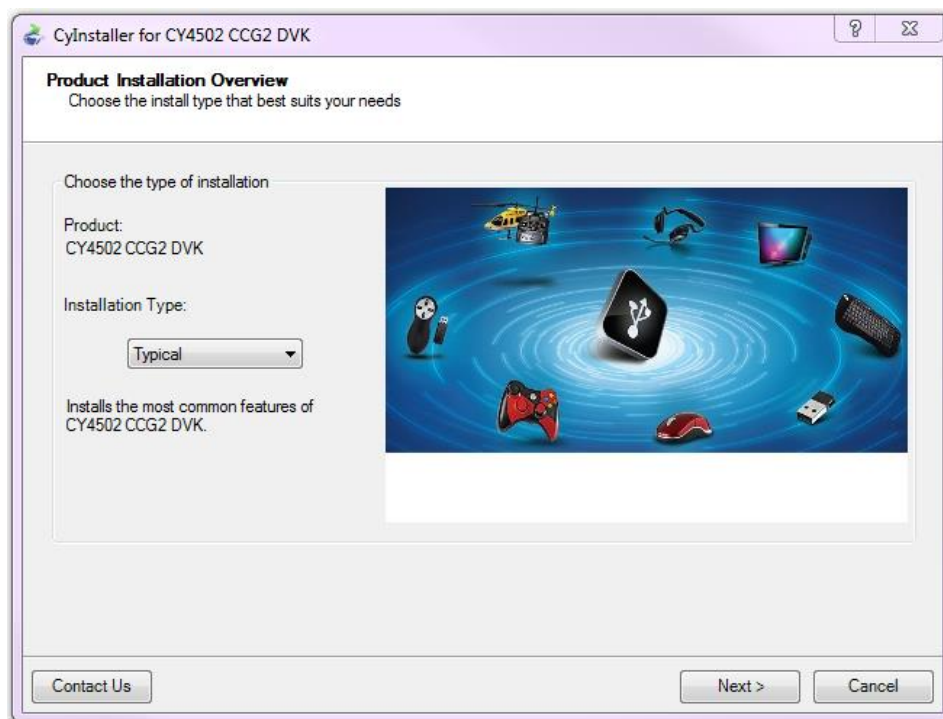 CyInstaller for CY4502 CCG2 DVK
Product Installation Overview
Choose the install type that best suits your needs
Choose the type of installation
Product:
CY4502 CCG2 DVK
Installation Type:
Typical
Installs the most common features of
CY4502 CCG2 DVK.
Contact Us
Next >
Cancel